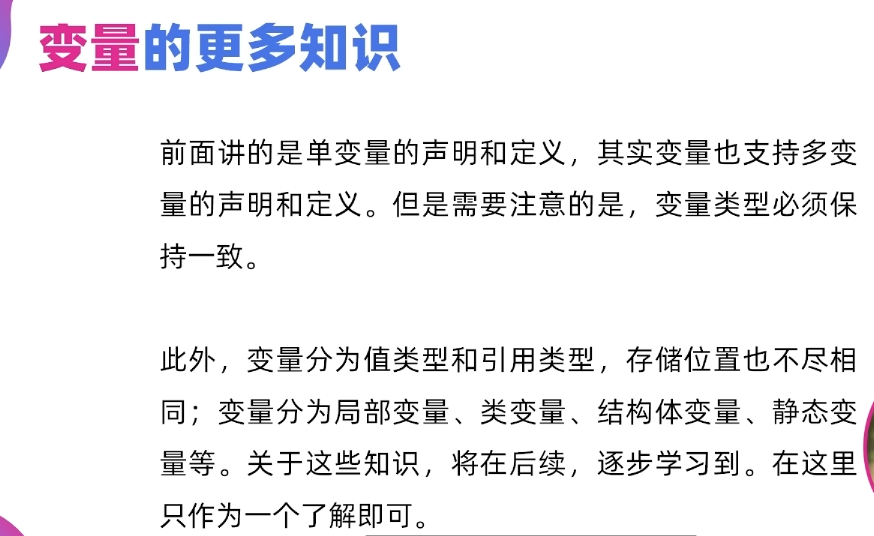 变量的更多知识
前面讲的是单变量的声明和定义，其实变量也支持多变
量的声明和定义。但是需要注意的是，变量类型必须保
持一致。
此外，变量分为值类型和引用类型，存储位置也不尽相
同；变量分为局部变量、类变量、结构体变量、静态变
量等。关于这些知识，将在后续，逐步学习到。在这里
只作为一个了解即可。